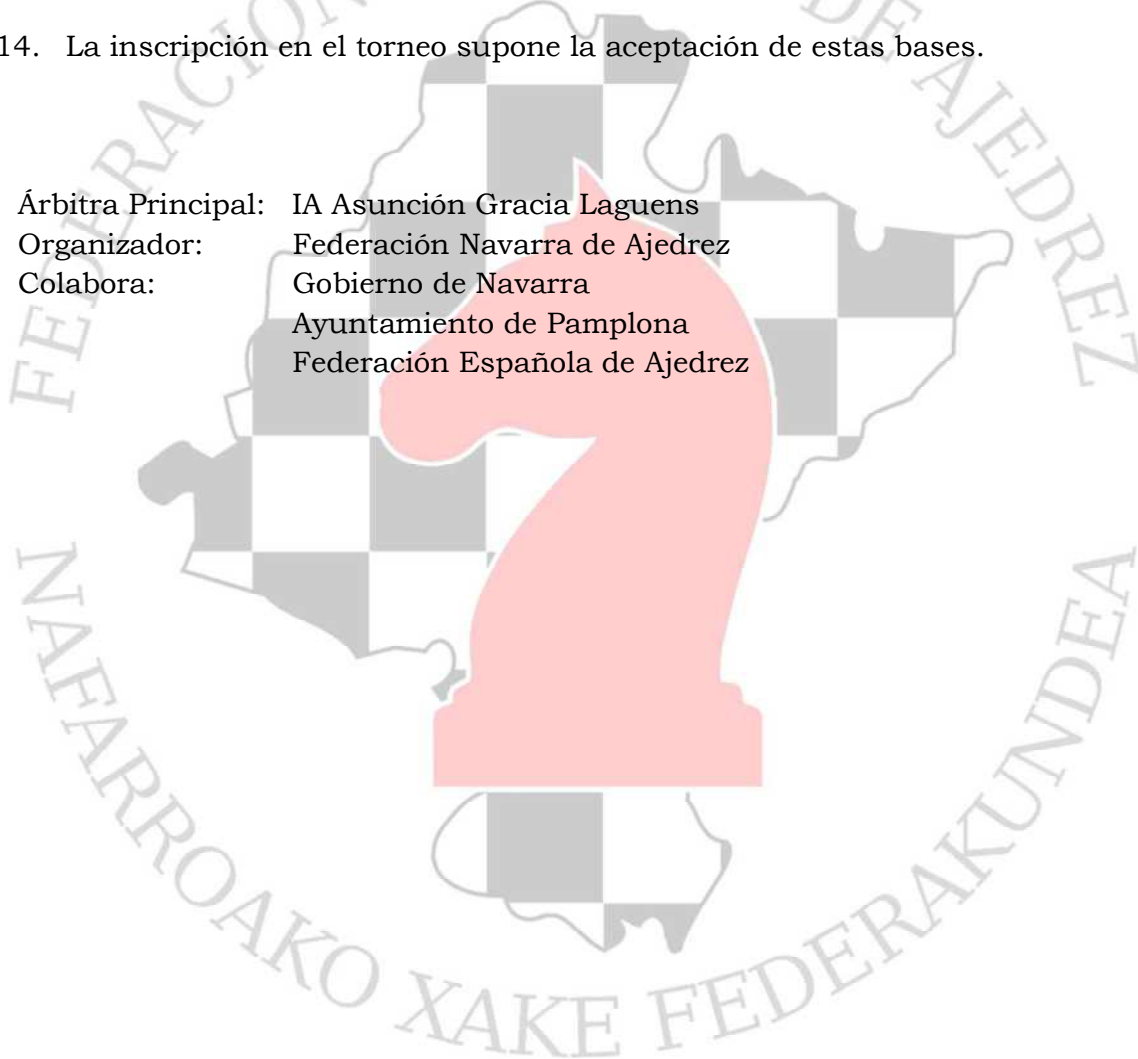 14. La inscripción en el torneo supone la aceptación de estas bases.
Árbitra Principal: IA Asunción Gracia Laguens
Organizador: Federación Navarra de Ajedrez
Colabora: Gobierno de Navarra
Ayuntamiento de Pamplona
Federación Española de Ajedrez
DE AJEDREZ
NAFARROAKO XAKE FEDERAKUNDEA